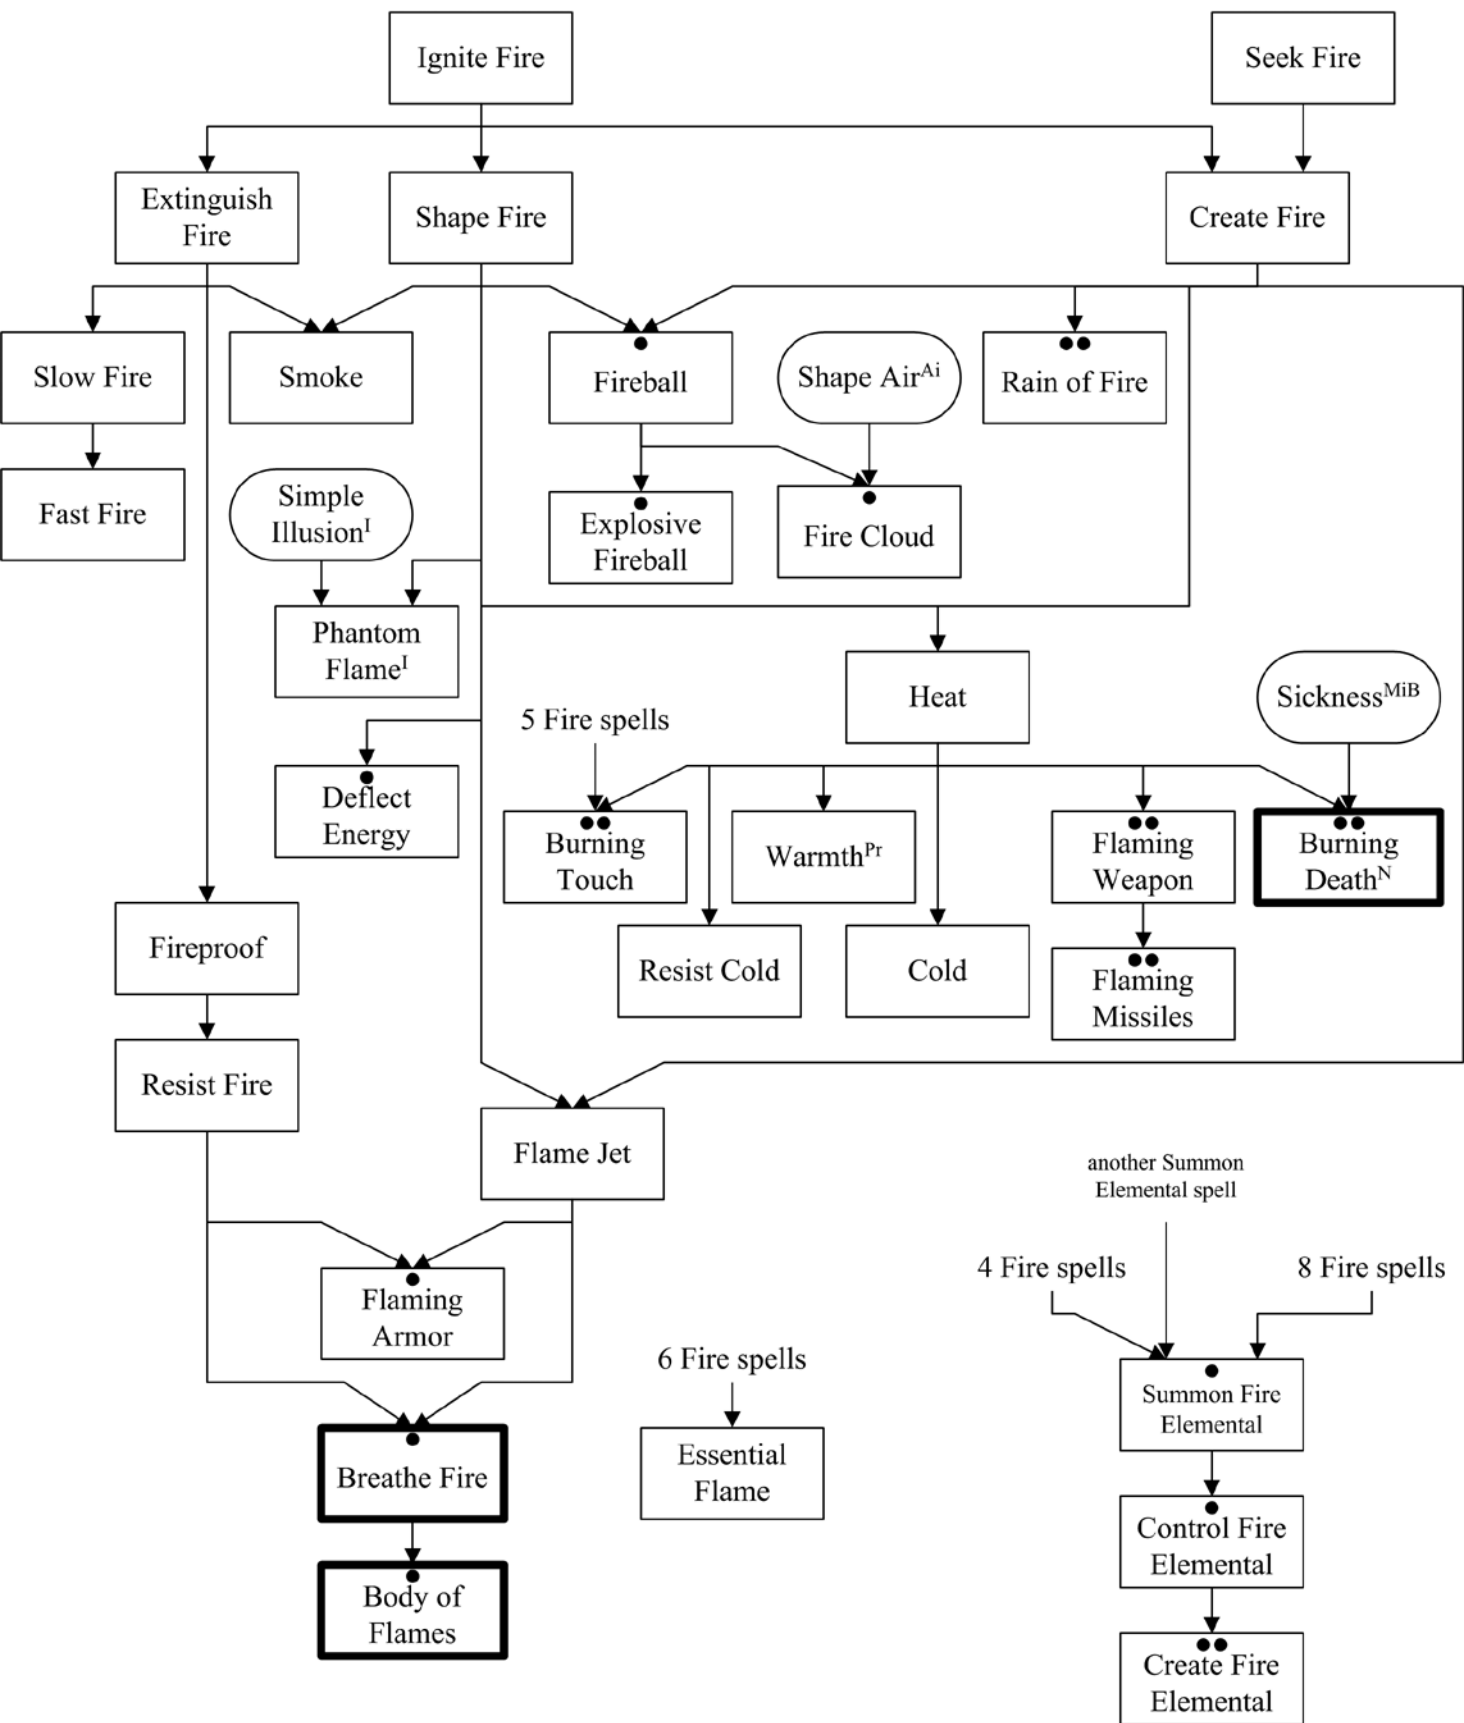 Ignite Fire
Seek Fire
Extinguish
Fire
Shape Fire
Create Fire
Slow Fire
Smoke
Fireball
Shape Air^Ai
Rain of Fire
Fast Fire
Simple
Illusion^I
Explosive
Fireball
Fire Cloud
Phantom
Flame^I
Heat
Sickness^MiB
5 Fire spells
Deflect
Energy
Burning
Touch
Warmth^Pr
Flaming
Weapon
Burning
Death^N
Fireproof
Resist Cold
Cold
Flaming
Missiles
Resist Fire
Flame Jet
another Summon
Elemental spell
4 Fire spells
8 Fire spells
Flaming
Armor
6 Fire spells
Summon Fire
Elemental
Breathe Fire
Essential
Flame
Control Fire
Elemental
Body of
Flames
Create Fire
Elemental